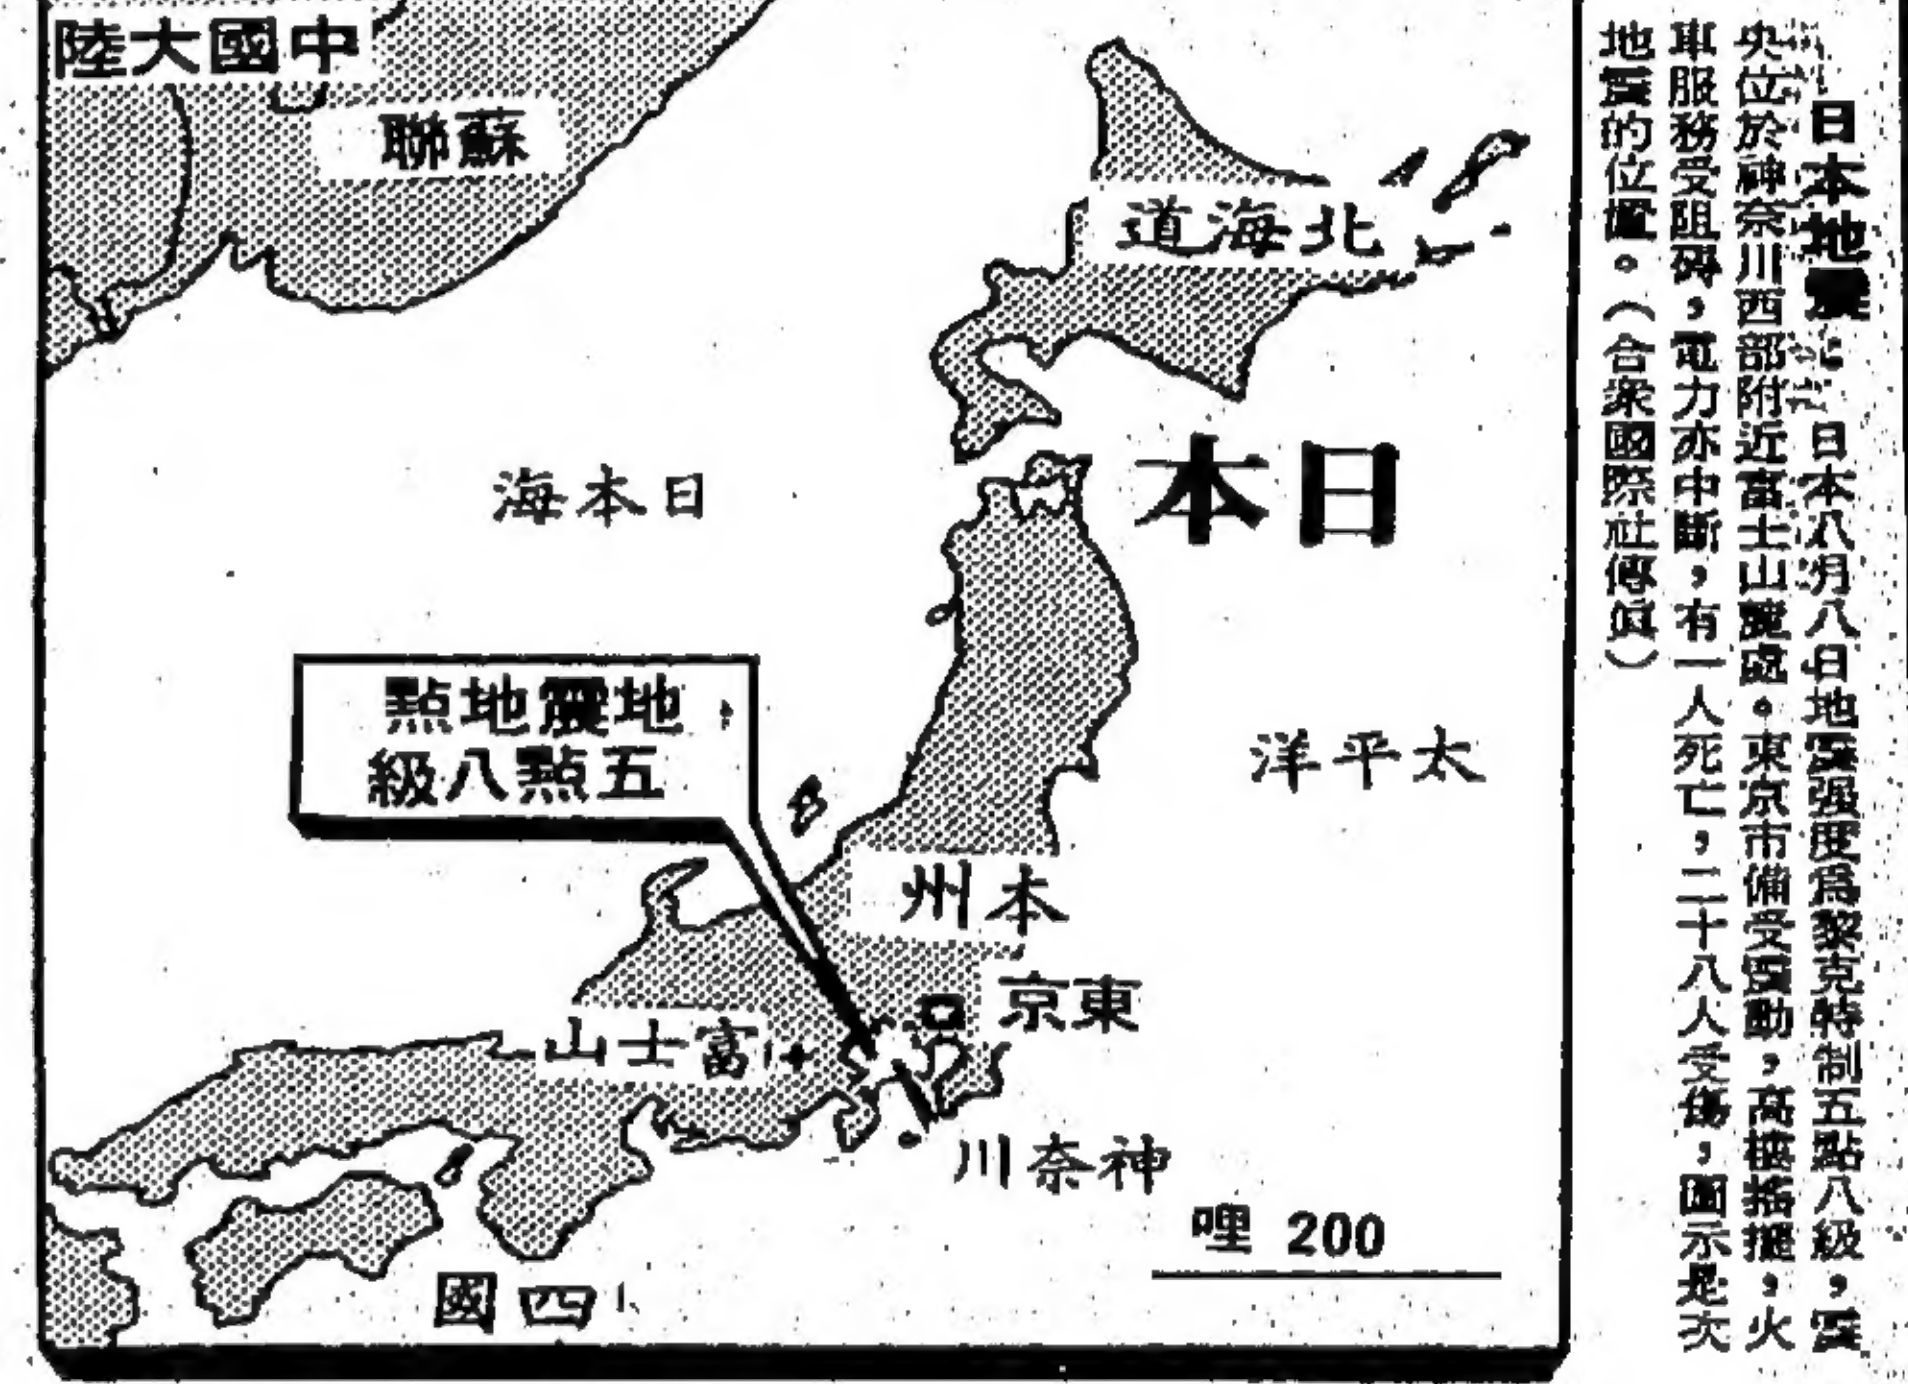 日本地震 日本八月八日地震强度爲黎克特制五點八級,震
央位於神奈川西部附近富士山麓處。東京市備受震動,高樓搖擺,火
車服務受阻碍,電力亦中斷,有一人死亡,二十八人受傷,圖示是次
地震的位置。(合衆國際社傳眞)
中國大陸
蘇聯
北海道
日本
日本海
地震地點
五點八級
太平洋
本州
東京
富士山
神奈川
哩 200
四國